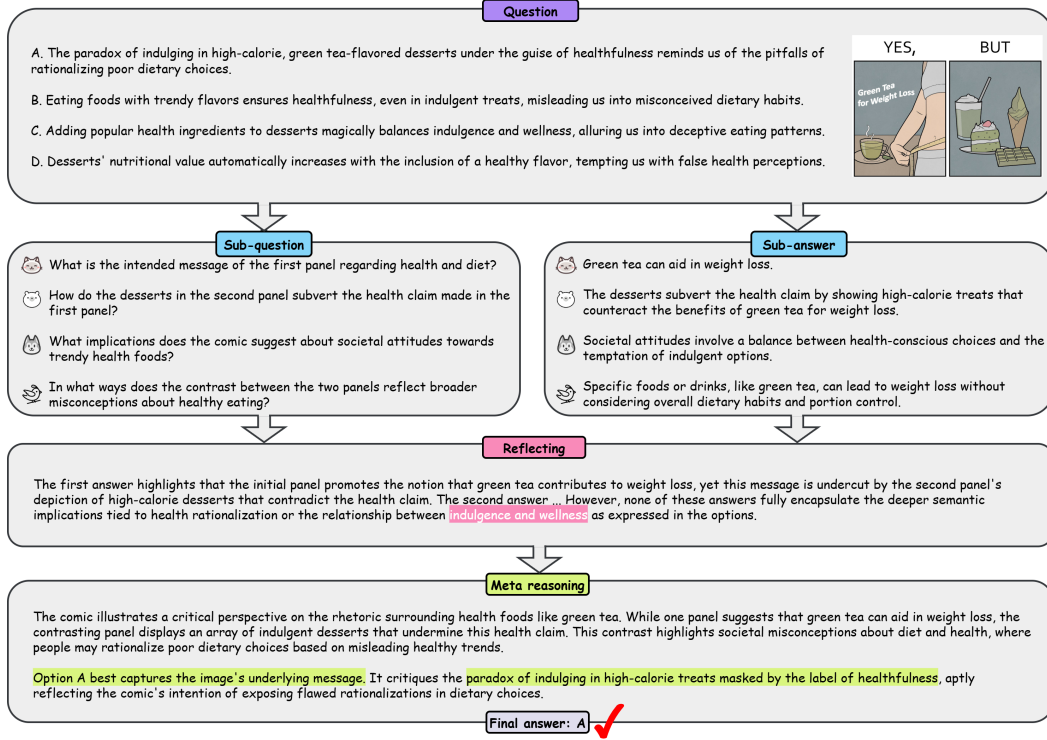 Question
A. The paradox of indulging in high-calorie, green tea-flavored desserts under the guise of healthfulness reminds us of the pitfalls of
rationalizing poor dietary choices.
B. Eating foods with trendy flavors ensures healthfulness, even in indulgent treats, misleading us into misconceived dietary habits.
C. Adding popular health ingredients to desserts magically balances indulgence and wellness, alluring us into deceptive eating patterns.
D. Desserts' nutritional value automatically increases with the inclusion of a healthy flavor, tempting us with false health perceptions.
YES,
BUT
Green Tea
for Weight Loss
Sub-question
What is the intended message of the first panel regarding health and diet?
How do the desserts in the second panel subvert the health claim made in the
first panel?
What implications does the comic suggest about societal attitudes towards
trendy health foods?
In what ways does the contrast between the two panels reflect broader
misconceptions about healthy eating?
Sub-answer
Green tea can aid in weight loss.
The desserts subvert the health claim by showing high-calorie treats that
counteract the benefits of green tea for weight loss.
Societal attitudes involve a balance between health-conscious choices and the
temptation of indulgent options.
Specific foods or drinks, like green tea, can lead to weight loss without
considering overall dietary habits and portion control.
Reflecting
The first answer highlights that the initial panel promotes the notion that green tea contributes to weight loss, yet this message is undercut by the second panel's
depiction of high-calorie desserts that contradict the health claim. The second answer ... However, none of these answers fully encapsulate the deeper semantic
implications tied to health rationalization or the relationship between indulgence and wellness as expressed in the options.
Meta reasoning
The comic illustrates a critical perspective on the rhetoric surrounding health foods like green tea. While one panel suggests that green tea can aid in weight loss, the
contrasting panel displays an array of indulgent desserts that undermine this health claim. This contrast highlights societal misconceptions about diet and health, where
people may rationalize poor dietary choices based on misleading healthy trends.
Option A best captures the image's underlying message. It critiques the paradox of indulging in high-calorie treats masked by the label of healthfulness, aptly
reflecting the comic's intention of exposing flawed rationalizations in dietary choices.
Final answer: A